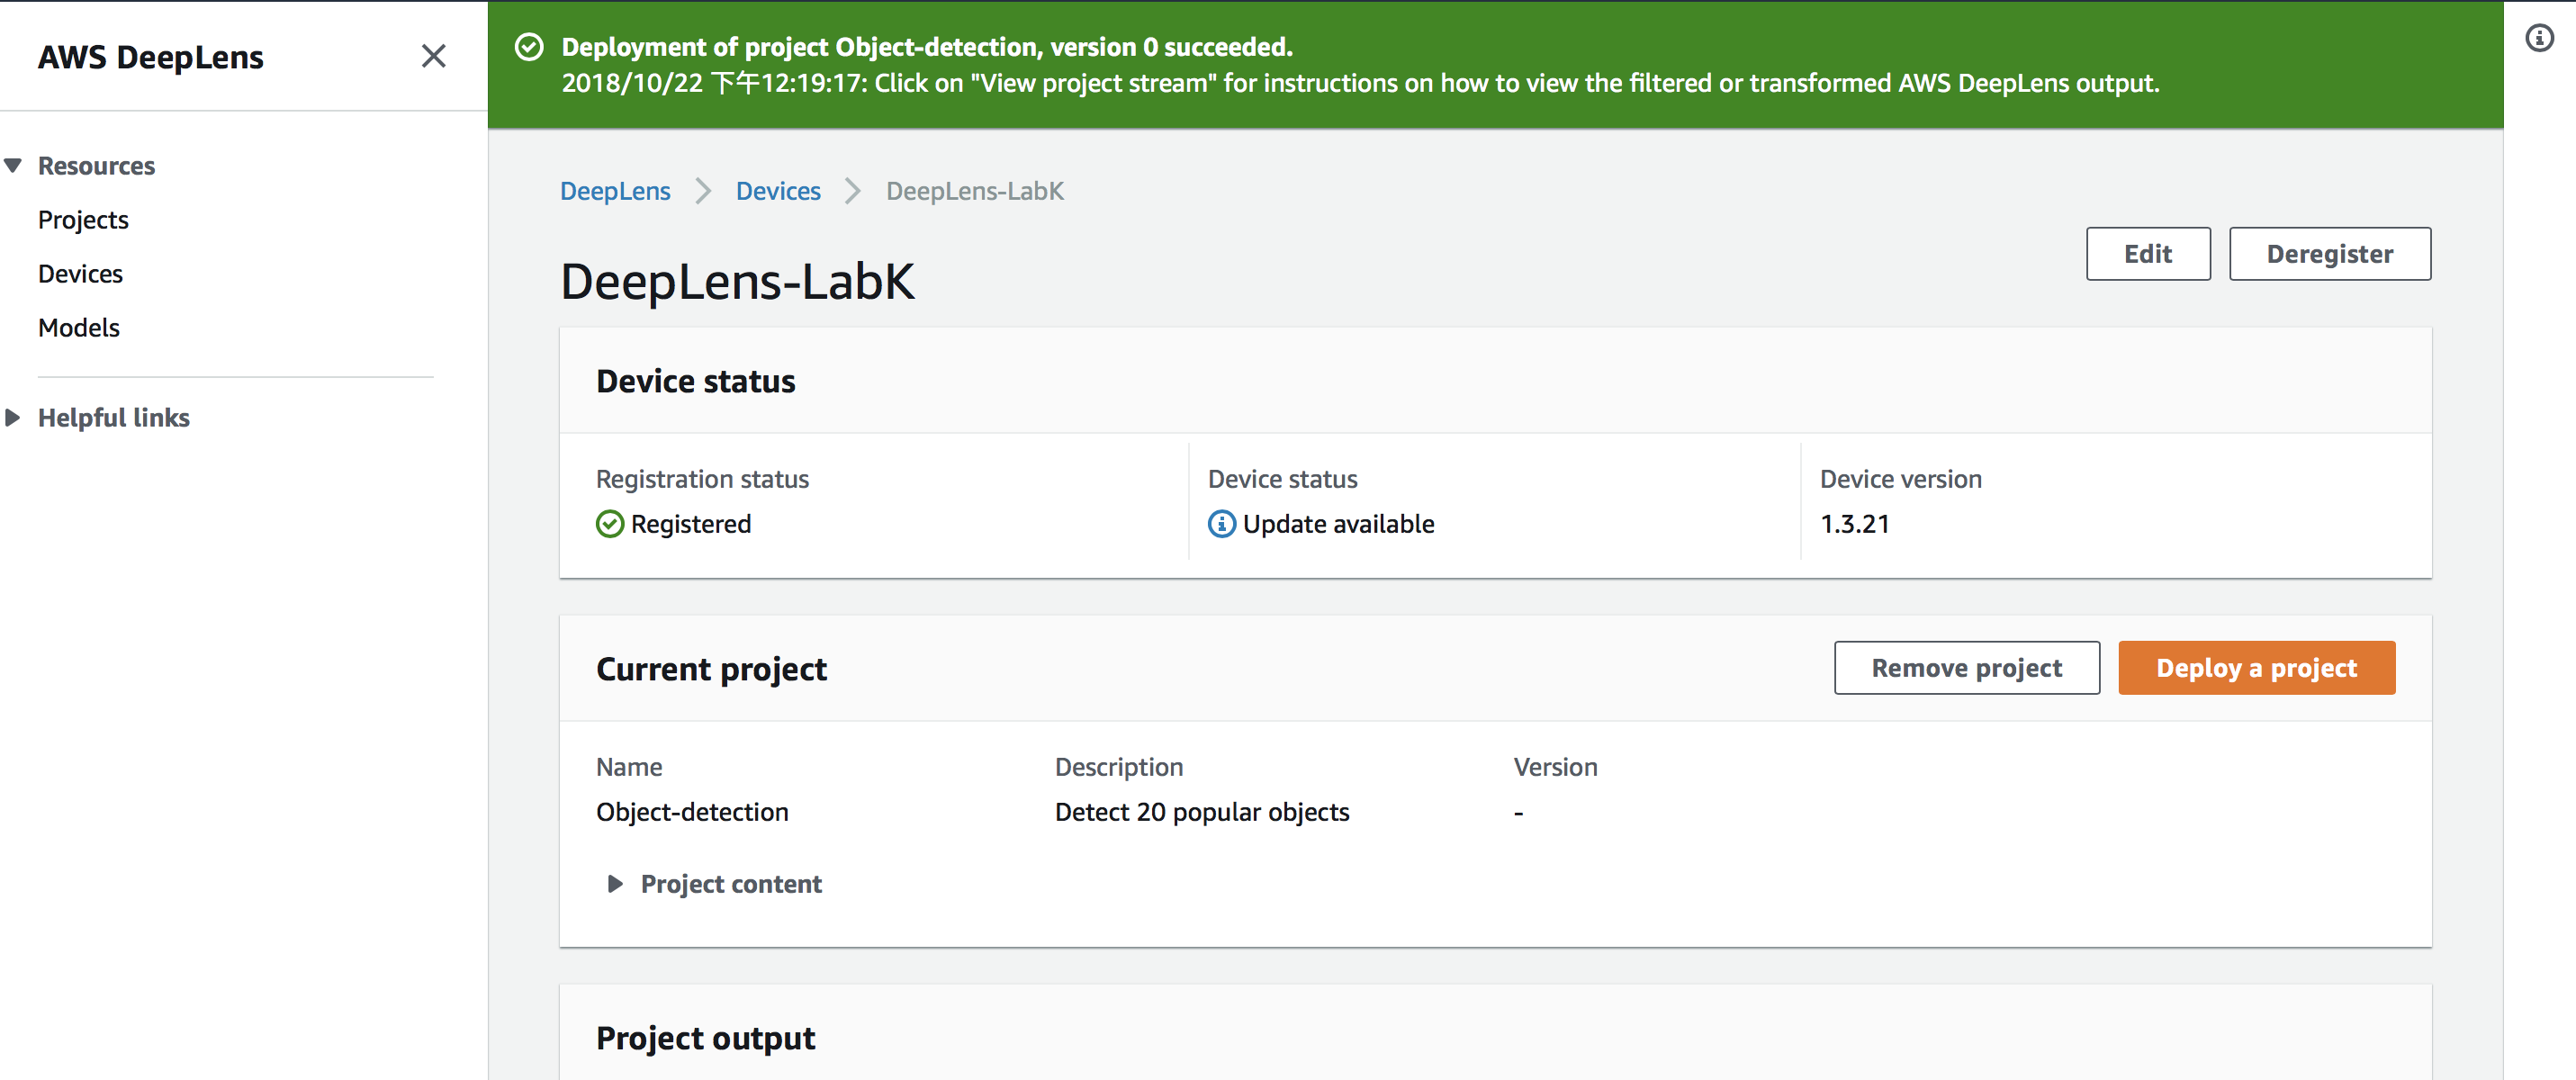 AWS DeepLens
Resources
Projects
Devices
Models
Helpful links
Deployment of project Object-detection, version 0 succeeded.
2018/10/22 下午12:19:17: Click on "View project stream" for instructions on how to view the filtered or transformed AWS DeepLens output.
DeepLens Devices DeepLens-LabK
Edit Deregister
DeepLens-LabK
Device status
Registration status Device status Device version
Registered Update available 1.3.21
Current project Remove project Deploy a project
Name Description Version
Object-detection Detect 20 popular objects -
Project content
Project output